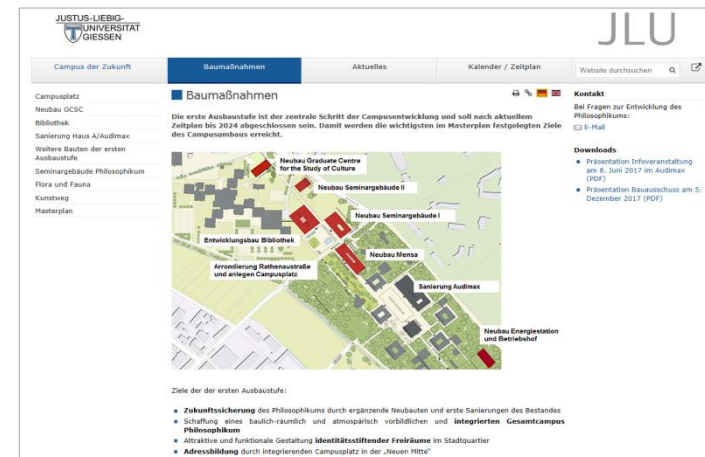 JUSTUS-LIEBIG-
UNIVERSITAT
GIESSEN
JLU
Campus der Zukunft
Baumaßnahmen
Aktuelles
Kalender / Zeitplan
Website durchsuchen
Campusplatz
Neubau GCSC
Bibliothek
Sanierung Haus A/Audimax
Weitere Bauten der ersten
Ausbaustufe
Seminargebäude Philosophikum
Flora und Fauna
Kunstweg
Masterplan
Baumaßnahmen
Die erste Ausbaustufe ist der zentrale Schritt der Campusentwicklung und soll nach aktuellem
Zeitplan bis 2024 abgeschlossen sein. Damit werden die wichtigsten im Masterplan festgelegten Ziele
des Campusumbaus erreicht.
Neubau Graduate Centre
for the Study of Culture
Neubau Seminargebäude II
Neubau Seminargebäude I
Entwicklungsbau Bibliothek
Neubau Mensa
Arrondierung Rathenaustraße
und anlegen Campusplatz
Sanierung Audimax
Neubau Energiestation
und Betriebshof
Ziele der der ersten Ausbaustufe:
Zukunftssicherung des Philosophikums durch ergänzende Neubauten und erste Sanierungen des Bestandes
Schaffung eines baulich-räumlich und atmosphärisch vorbildlichen und integrierten Gesamtcampus
Philosophikum
Attraktive und funktionale Gestaltung identitätsstiftender Freiräume im Stadtquartier
Adressbildung durch integrierenden Campusplatz in der „Neuen Mitte"
Kontakt
Bei Fragen zur Entwicklung des
Philosophikums:
E-Mail
Downloads
Präsentation Infoveranstaltung
am 8. Juni 2017 im Audimax
(PDF)
Präsentation Bauausschuss am 5.
Dezember 2017 (PDF)